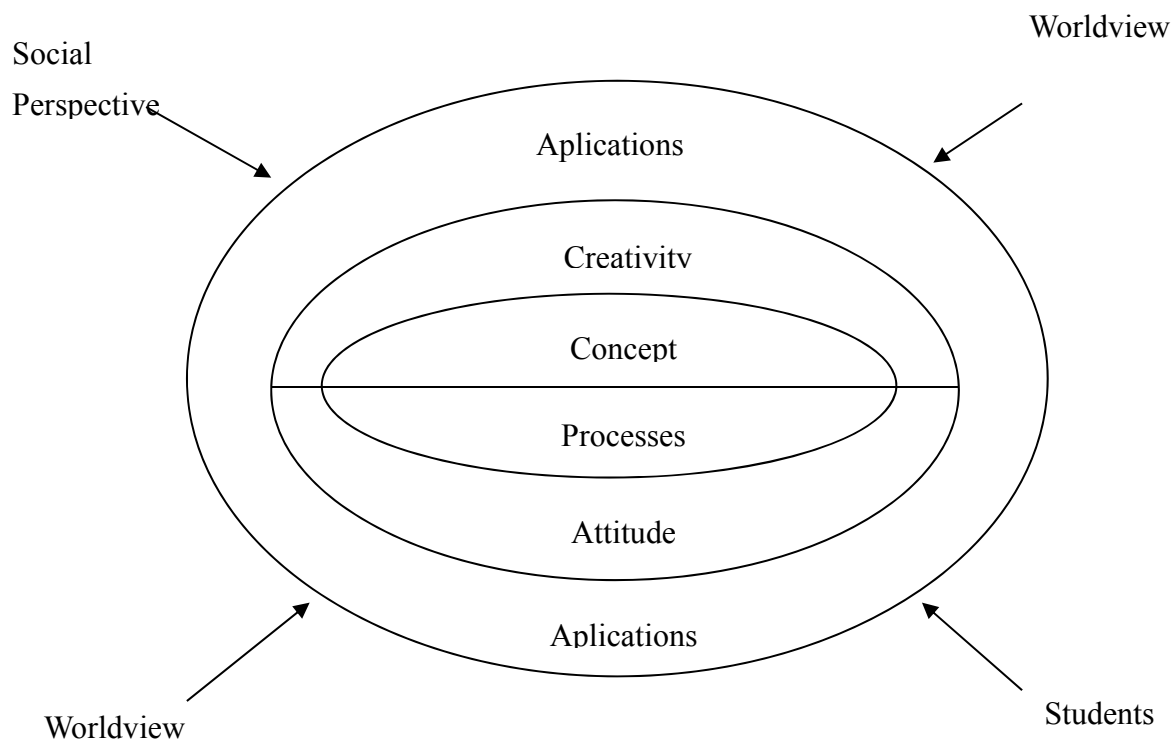 Worldview
Social
Perspective
Aplications
Creativity
Concept
Processes
Attitude
Aplications
Worldview
Students